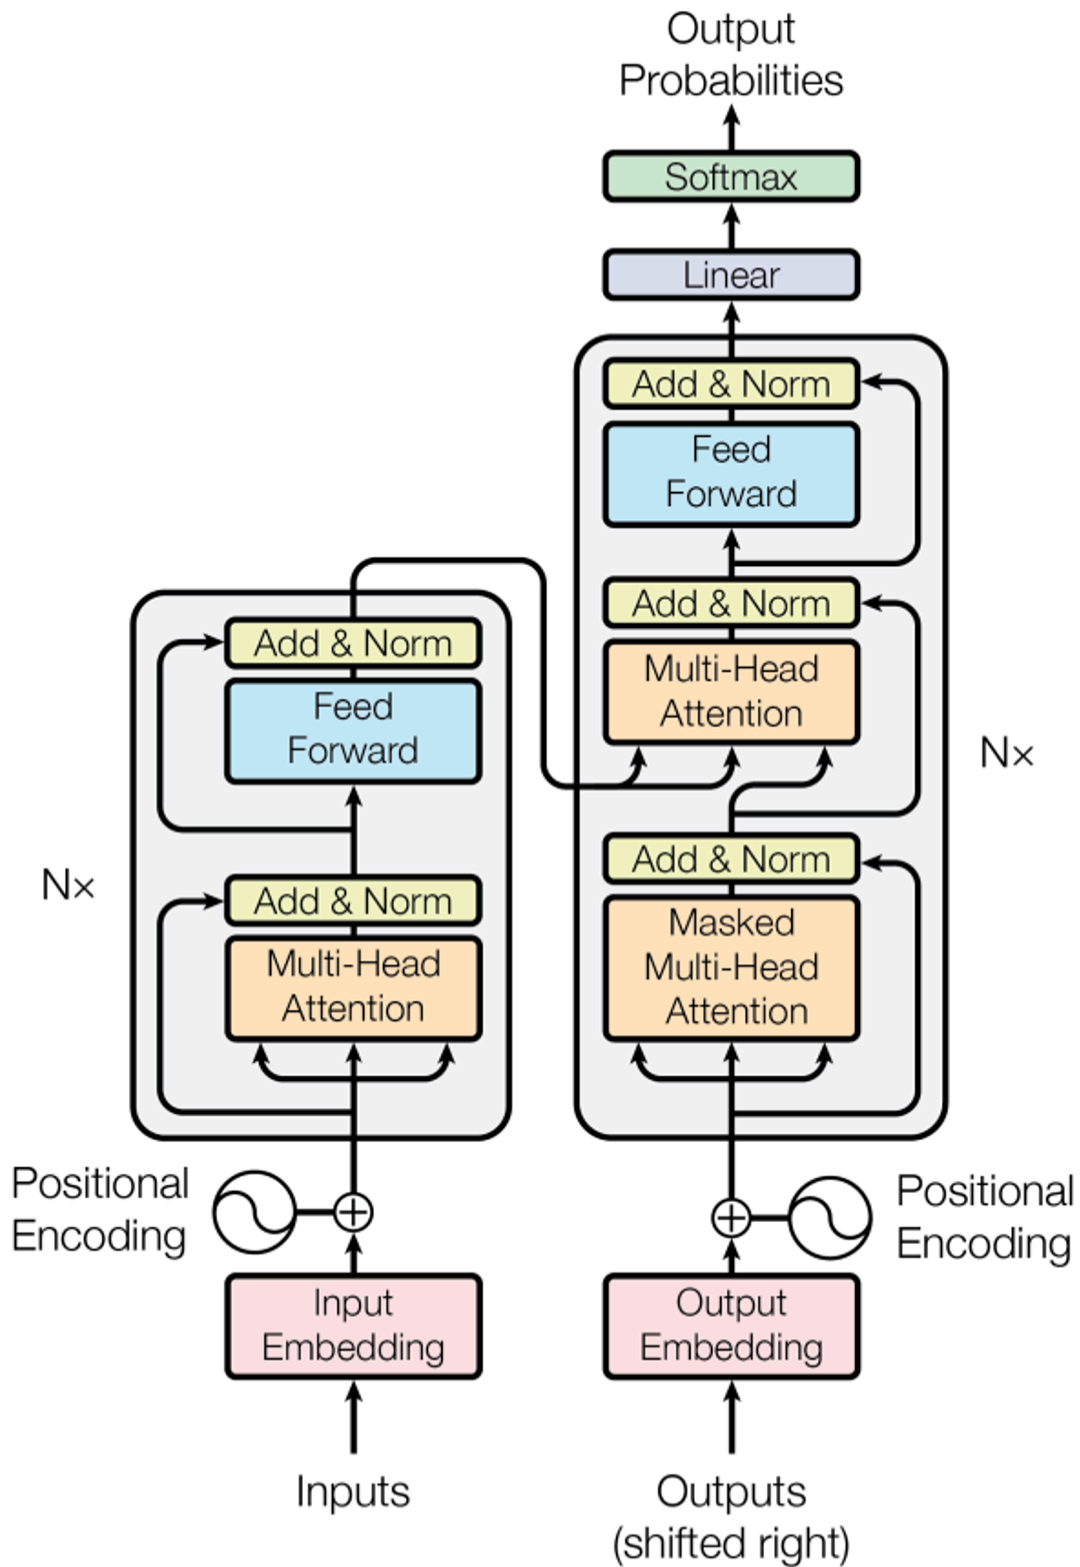 Output
Probabilities
Softmax
Linear
Add & Norm
Feed
Forward
Add & Norm
Multi-Head
Attention
Add & Norm
Masked
Multi-Head
Attention
N×
Add & Norm
Feed
Forward
Add & Norm
Multi-Head
Attention
N×
Positional
Encoding
Positional
Encoding
Input
Embedding
Output
Embedding
Inputs
Outputs
(shifted right)